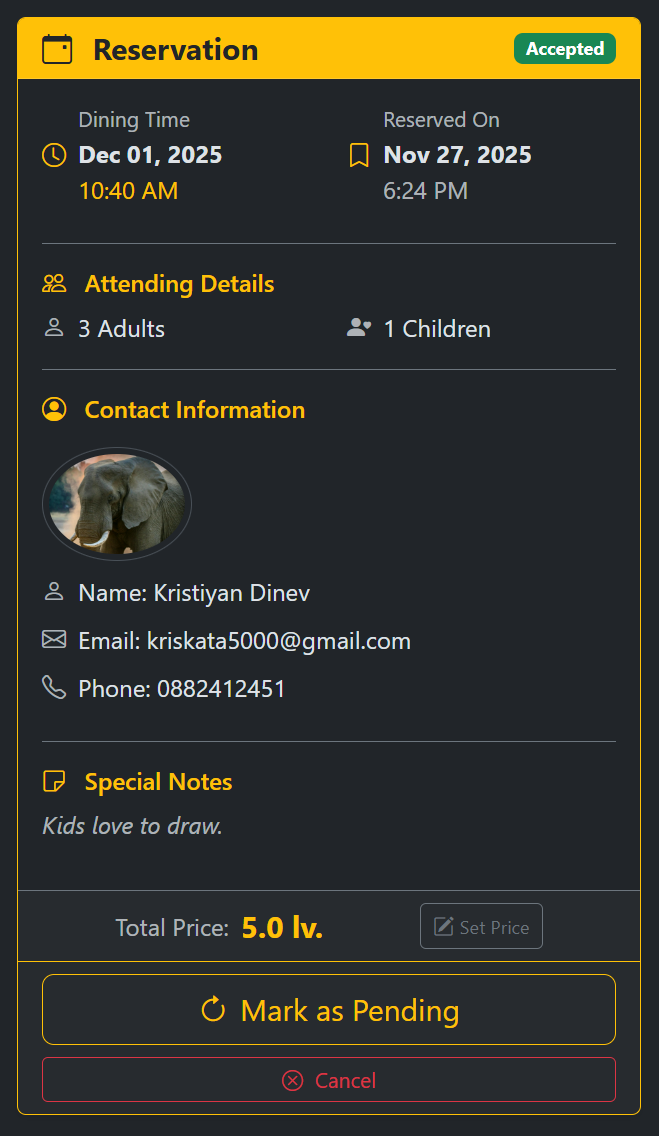 Reservation
Accepted
Dining Time
Reserved On
Dec 01, 2025
Nov 27, 2025
10:40 AM
6:24 PM
Attending Details
3 Adults
1 Children
Contact Information
Name: Kristiyan Dinev
Email: kriskata5000@gmail.com
Phone: 0882412451
Special Notes
Kids love to draw.
Total Price: 5.0 lv.
Set Price
Mark as Pending
Cancel